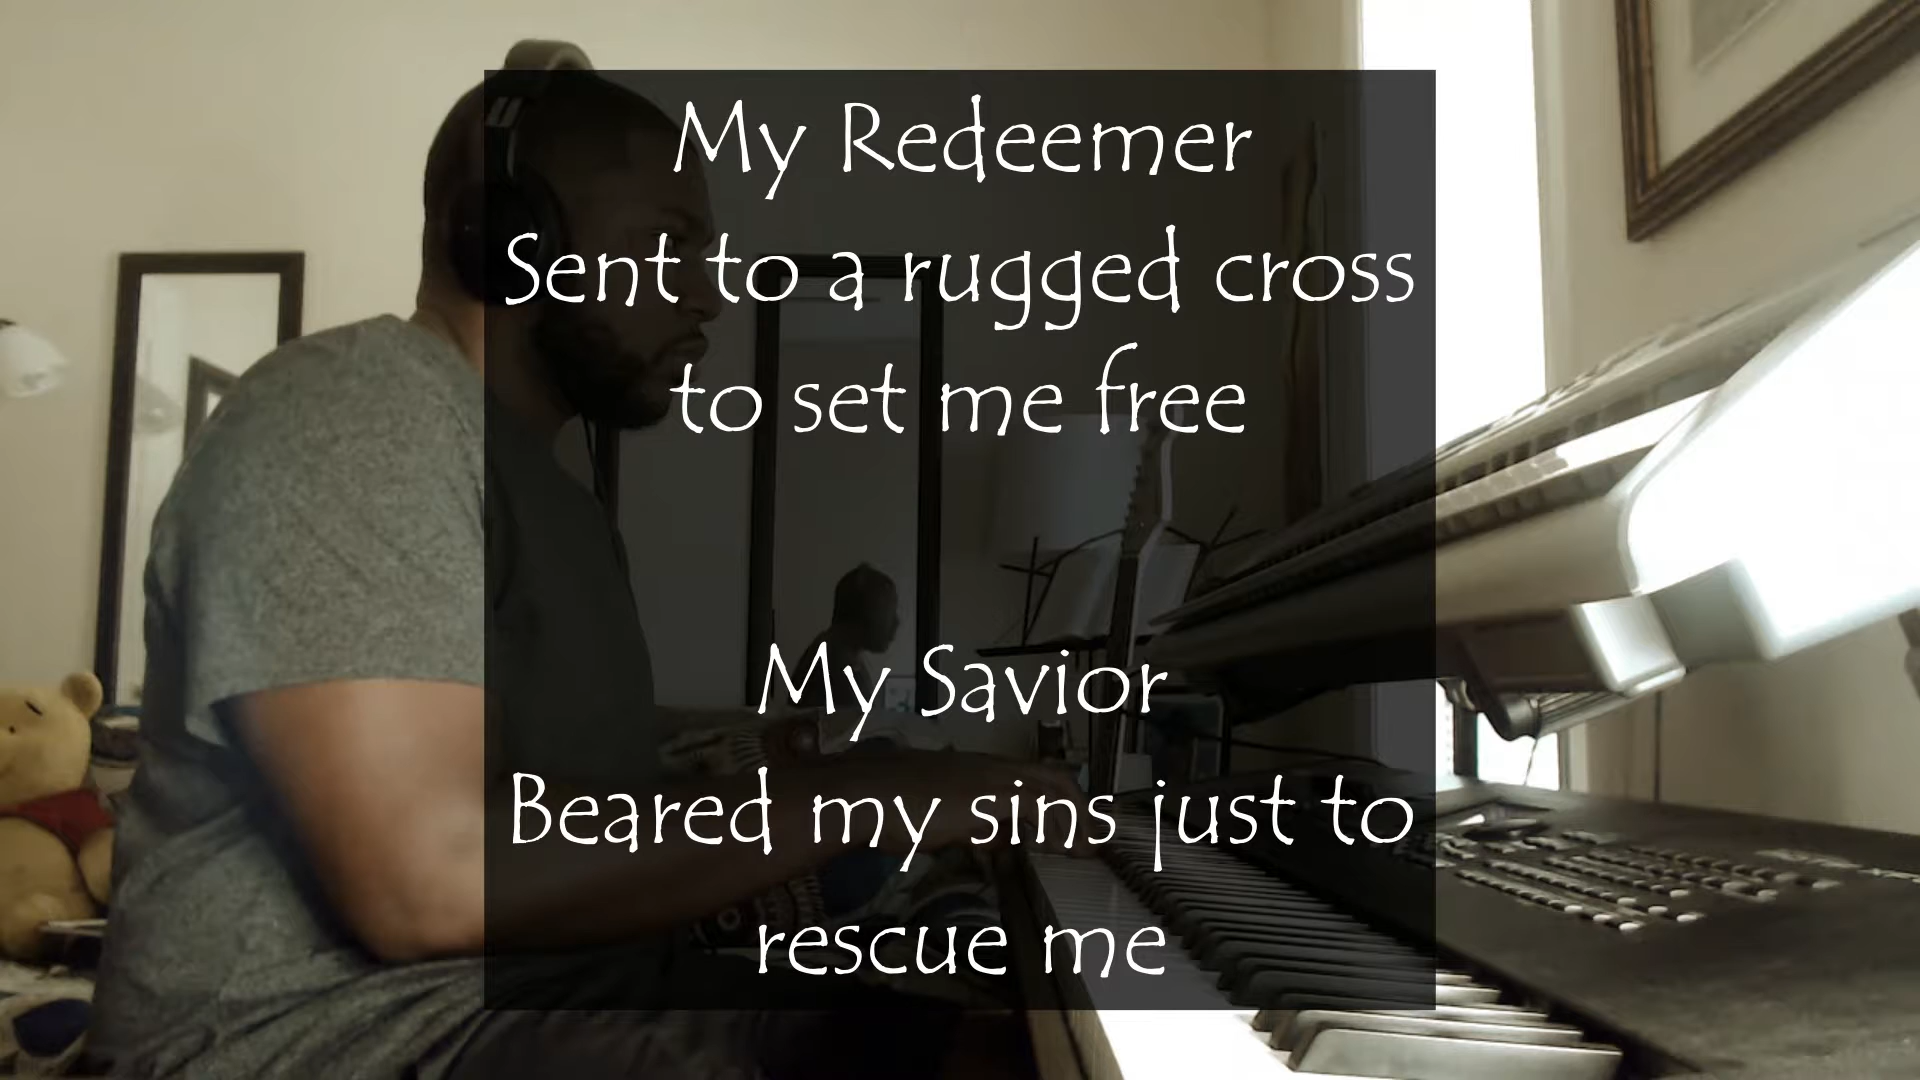 My Redeemer
Sent to a rugged cross
to set me free
My Savior
Beared my sins just to
rescue me